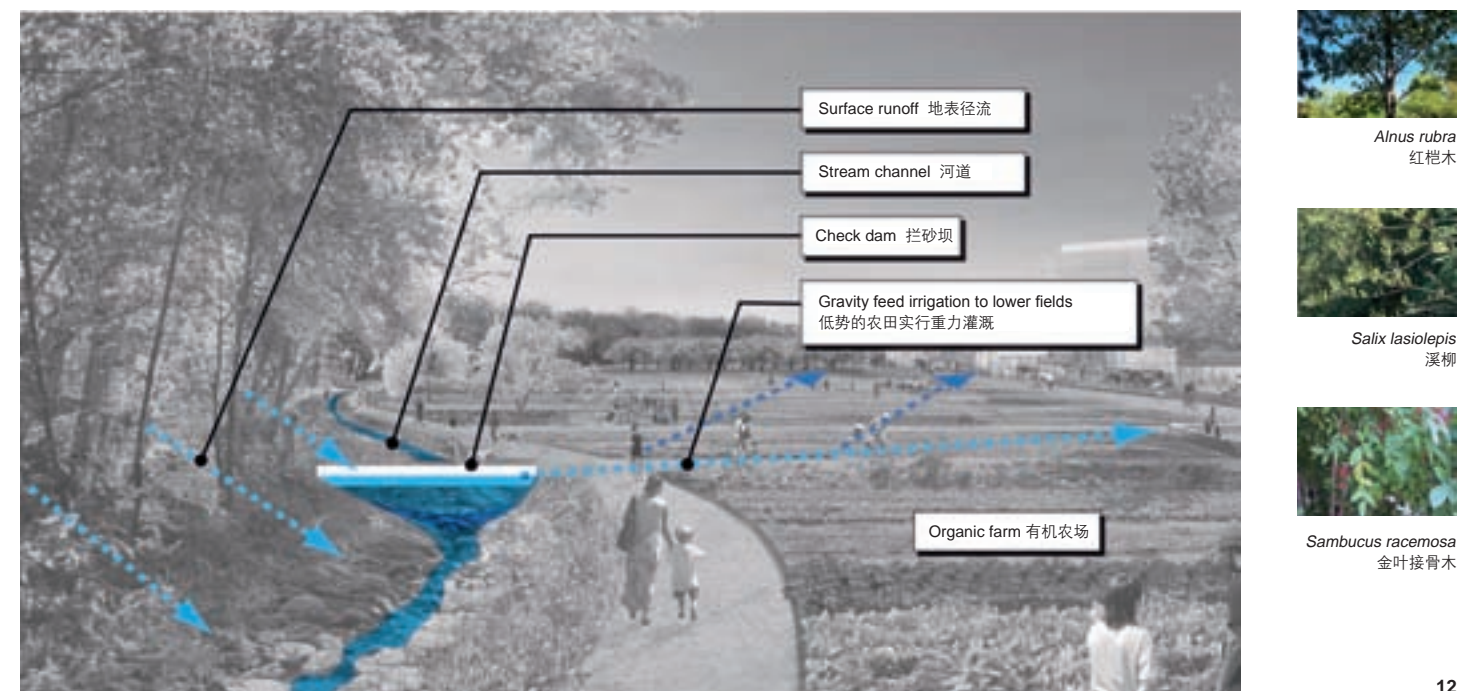 Surface runoff 地表径流
Stream channel 河道
Check dam 拦砂坝
Gravity feed irrigation to lower fields
低势的农田实行重力灌溉
Organic farm 有机农场
Alnus rubra
红桤木
Salix lasiolepis
溪柳
Sambucus racemosa
金叶接骨木
12